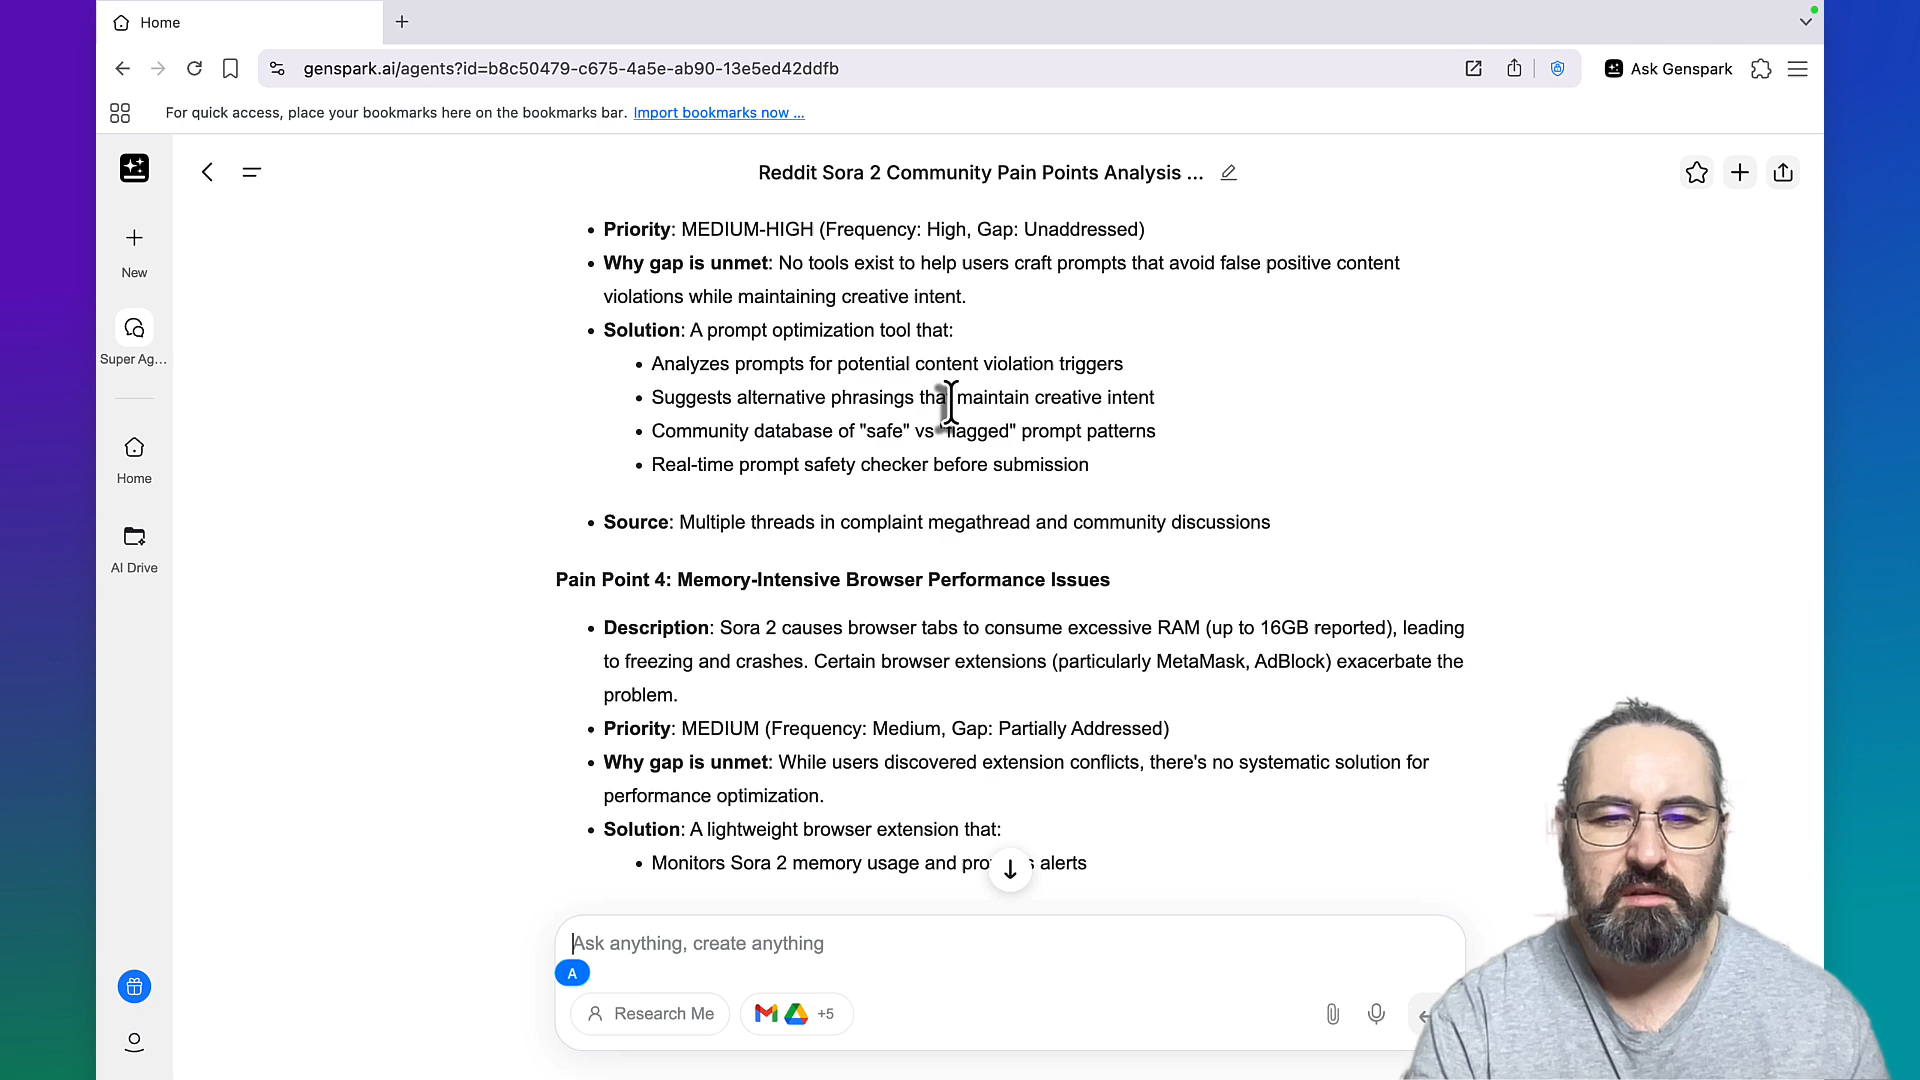 Home
genspark.ai/agents?id=b8c50479-c675-4a5e-ab90-13e5ed42ddfb
Ask Genspark
For quick access, place your bookmarks here on the bookmarks bar. Import bookmarks now ...
New
Super Ag...
Home
AI Drive
Reddit Sora 2 Community Pain Points Analysis ...
• Priority: MEDIUM-HIGH (Frequency: High, Gap: Unaddressed)
• Why gap is unmet: No tools exist to help users craft prompts that avoid false positive content
violations while maintaining creative intent.
• Solution: A prompt optimization tool that:
• Analyzes prompts for potential content violation triggers
• Suggests alternative phrasings that maintain creative intent
• Community database of "safe" vs "flagged" prompt patterns
• Real-time prompt safety checker before submission
• Source: Multiple threads in complaint megathread and community discussions
Pain Point 4: Memory-Intensive Browser Performance Issues
• Description: Sora 2 causes browser tabs to consume excessive RAM (up to 16GB reported), leading
to freezing and crashes. Certain browser extensions (particularly MetaMask, AdBlock) exacerbate the
problem.
• Priority: MEDIUM (Frequency: Medium, Gap: Partially Addressed)
• Why gap is unmet: While users discovered extension conflicts, there's no systematic solution for
performance optimization.
• Solution: A lightweight browser extension that:
• Monitors Sora 2 memory usage and alerts
Ask anything, create anything
A
Research Me
+5